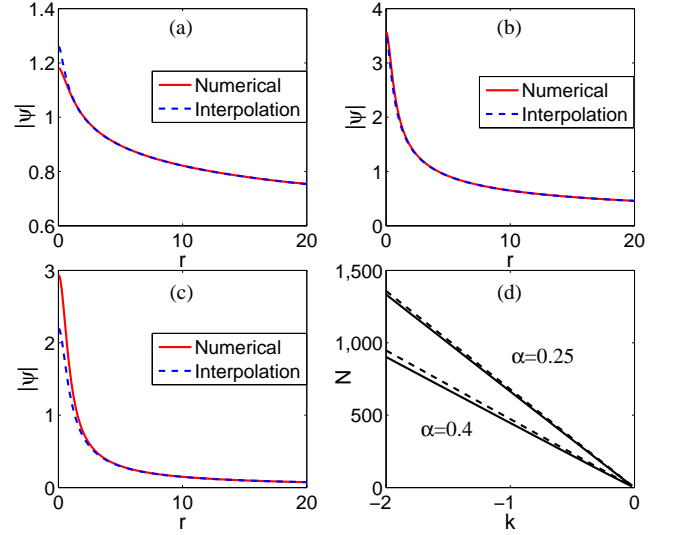 (a)
1.4
1.2
1
0.8
0.6
|ψ|
Numerical
Interpolation
0
10
20
r
(b)
4
3
2
1
0
|ψ|
Numerical
Interpolation
0
10
20
r
(c)
3
2
1
0
|ψ|
Numerical
Interpolation
0
10
20
r
(d)
1,500
1,000
500
0
N
α=0.25
α=0.4
−2
−1
0
k